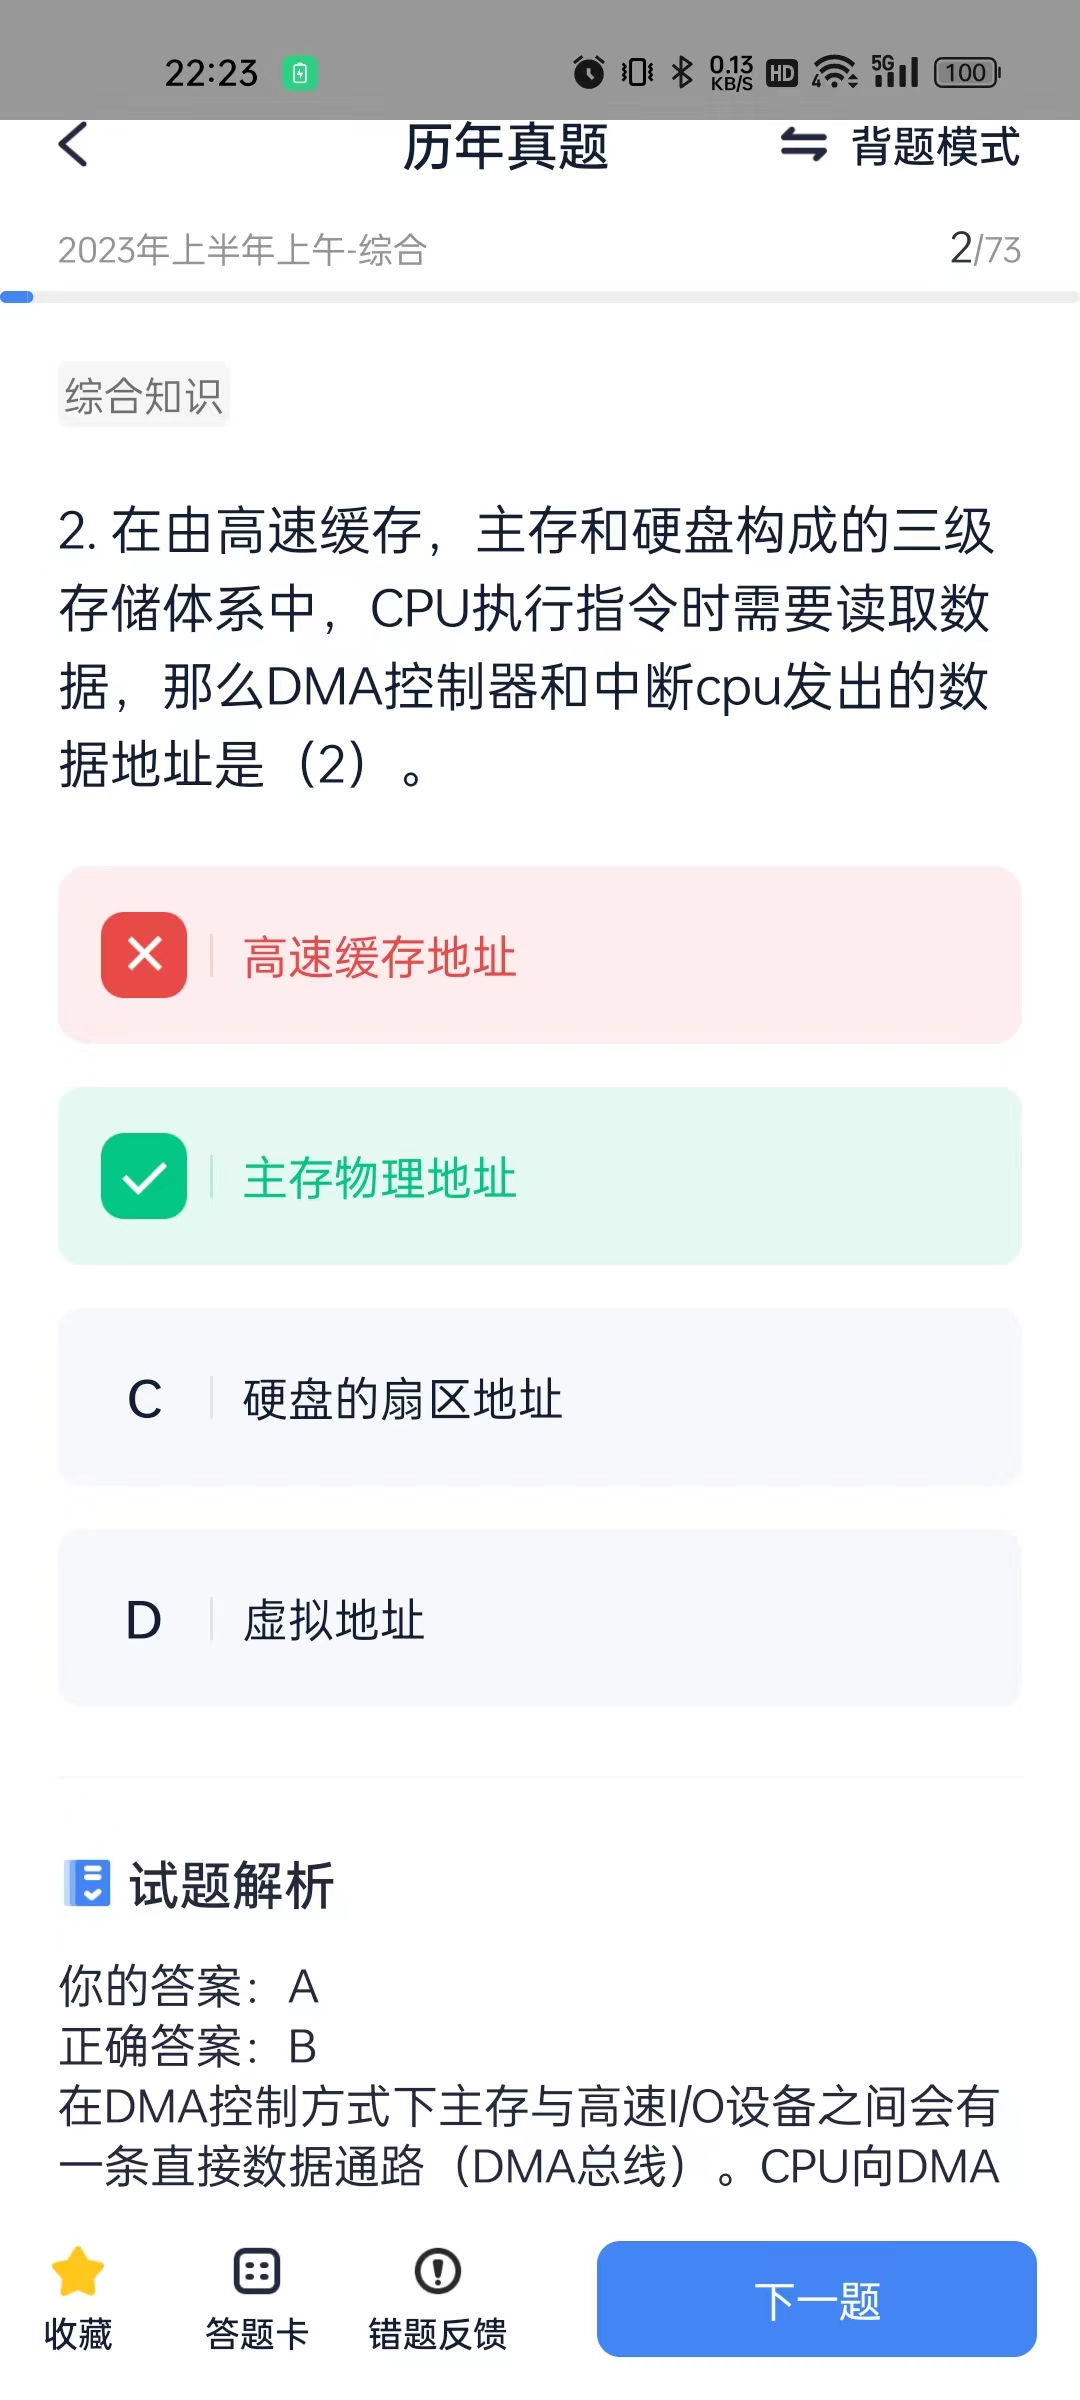 22:23
0.13 KB/S HD 4 5G 100
历年真题
背题模式
2023年上半年上午-综合
2/73
综合知识
2. 在由高速缓存，主存和硬盘构成的三级
存储体系中，CPU执行指令时需要读取数
据，那么DMA控制器和中断cpu发出的数
据地址是（2）。
高速缓存地址
主存物理地址
C 硬盘的扇区地址
D 虚拟地址
试题解析
你的答案：A
正确答案：B
在DMA控制方式下主存与高速I/O设备之间会有
一条直接数据通路（DMA总线）。CPU向DMA
收藏
答题卡
错题反馈
下一题